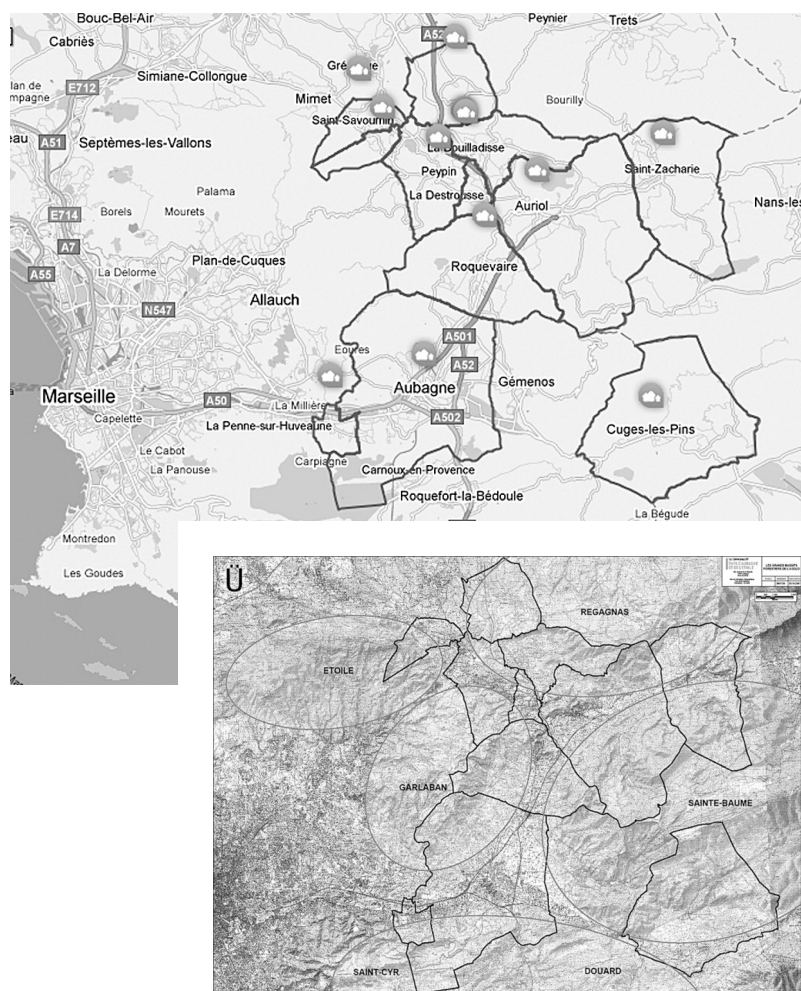 Bouc-Bel-Air
Peynier
Trets
A52
Cabriès
Simiane-Collongue
E712
Mimet
Bourilly
Saint-Savournin
A51
Septèmes-les-Vallons
La Bouilladisse
Peypin
Saint-Zacharie
Palama
La Destrousse
Auriol
Nans-les
E714
Borels
Mourets
A7
Plan-de-Cuques
Roquevaire
A55
La Delorme
Allauch
N547
A501
Eoures
A52
Marseille
Aubagne
Gémenos
A50
La Millière
A502
Capelette
La Penne-sur-Huveaune
Cuges-les-Pins
Le Cabot
La Panouse
Carpiagne
Carnoux-en-Provence
Roquefort-la-Bédoule
La Bégude
Montredon
Les Goudes
Ü
REGAGNAS
ETOILE
GARLABAN
SAINTE-BAUME
SAINT-CYR
DOUARD